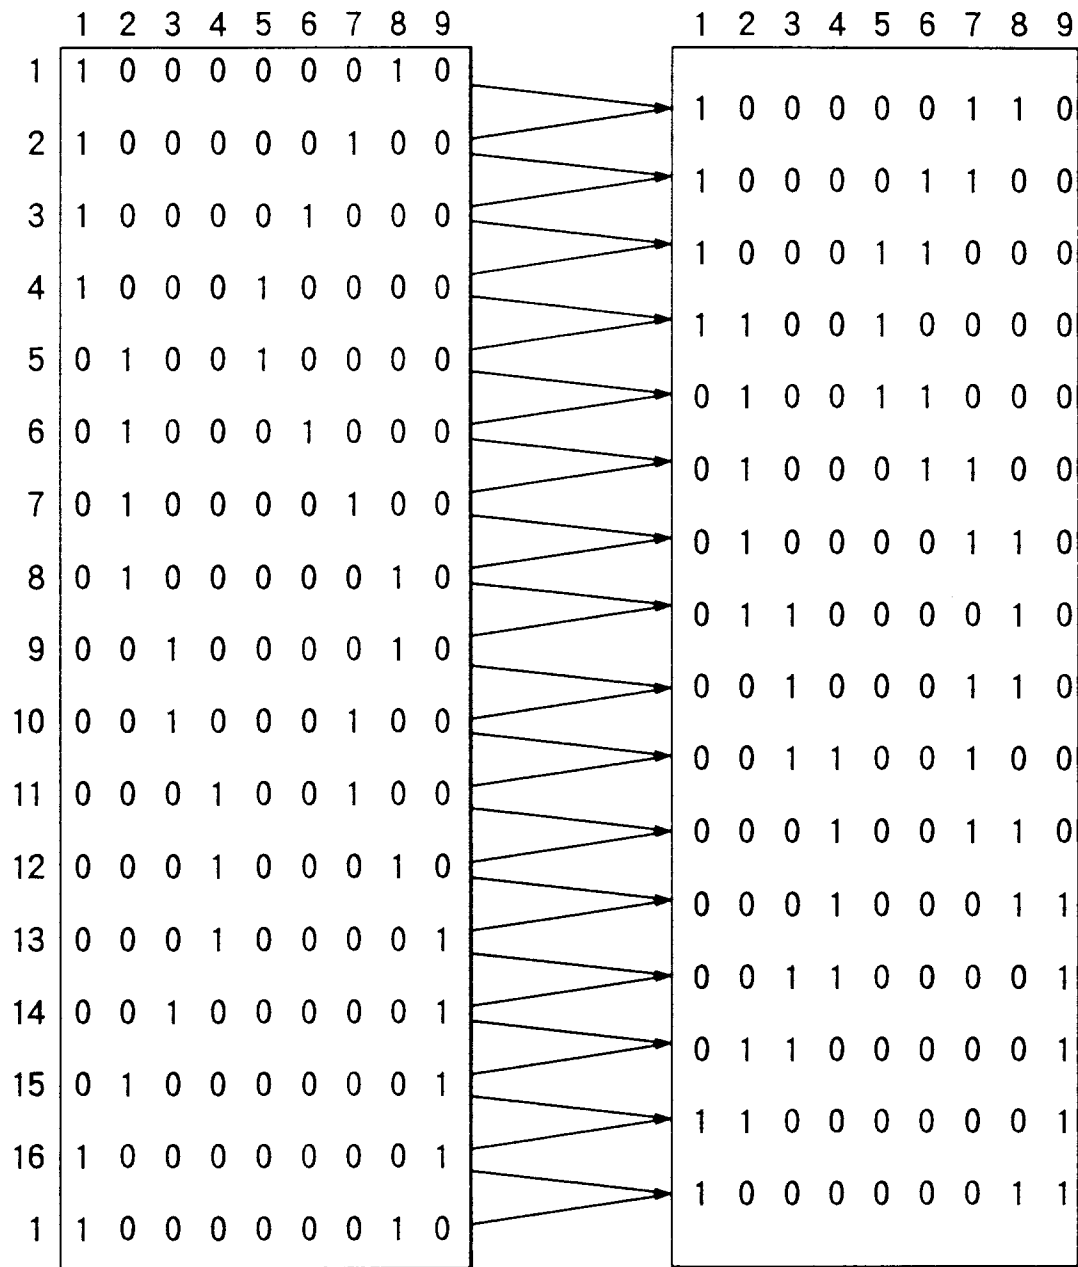 1 2 3 4 5 6 7 8 9 1 2 3 4 5 6 7 8 9
1 1 0 0 0 0 0 0 1 0
1 0 0 0 0 0 1 1 0
2 1 0 0 0 0 0 1 0 0
1 0 0 0 0 1 1 0 0
3 1 0 0 0 0 1 0 0 0
1 0 0 0 1 1 0 0 0
4 1 0 0 0 1 0 0 0 0
1 1 0 0 1 0 0 0 0
5 0 1 0 0 1 0 0 0 0
0 1 0 0 1 1 0 0 0
6 0 1 0 0 0 1 0 0 0
0 1 0 0 0 1 1 0 0
7 0 1 0 0 0 0 1 0 0
0 1 0 0 0 0 1 1 0
8 0 1 0 0 0 0 0 1 0
0 1 1 0 0 0 0 1 0
9 0 0 1 0 0 0 0 1 0
0 0 1 0 0 0 1 1 0
10 0 0 1 0 0 0 1 0 0
0 0 1 1 0 0 1 0 0
11 0 0 0 1 0 0 1 0 0
0 0 0 1 0 0 1 1 0
12 0 0 0 1 0 0 0 1 0
0 0 0 1 0 0 0 1 1
13 0 0 0 1 0 0 0 0 1
0 0 1 1 0 0 0 0 1
14 0 0 1 0 0 0 0 0 1
0 1 1 0 0 0 0 0 1
15 0 1 0 0 0 0 0 0 1
1 1 0 0 0 0 0 0 1
16 1 0 0 0 0 0 0 0 1
1 0 0 0 0 0 0 1 1
1 1 0 0 0 0 0 0 1 0